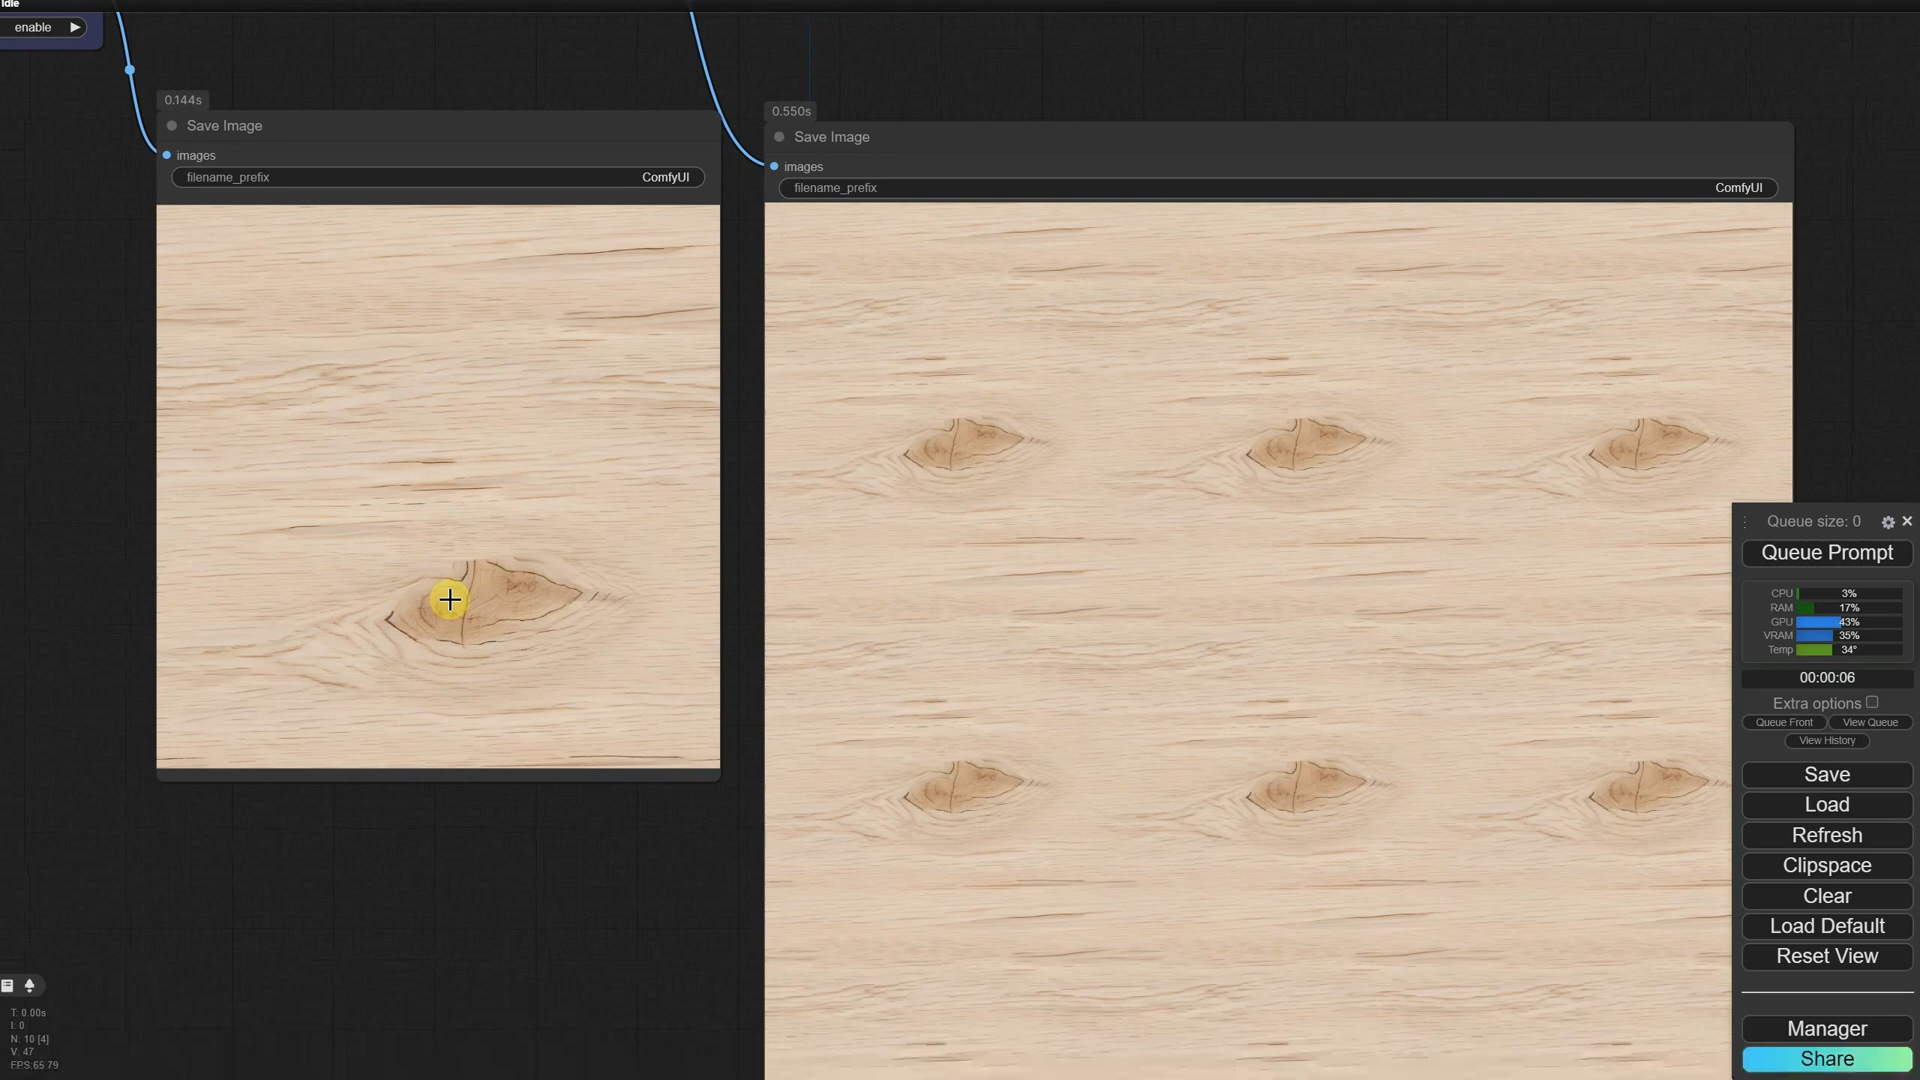 Idle
enable
0.144s
Save Image
images
filename_prefix ComfyUI
0.550s
Save Image
images
filename_prefix ComfyUI
Queue size: 0
Queue Prompt
CPU 3%
RAM 17%
GPU 43%
VRAM 35%
Temp 34°
00:00:06
Extra options
Queue Front View Queue
View History
Save
Load
Refresh
Clipspace
Clear
Load Default
Reset View
Manager
Share
T: 0.00s
I: 0
N: 10 [4]
V: 47
FPS:65.79